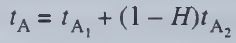 t_A = t_{A_1} + (1 − H)t_{A_2}